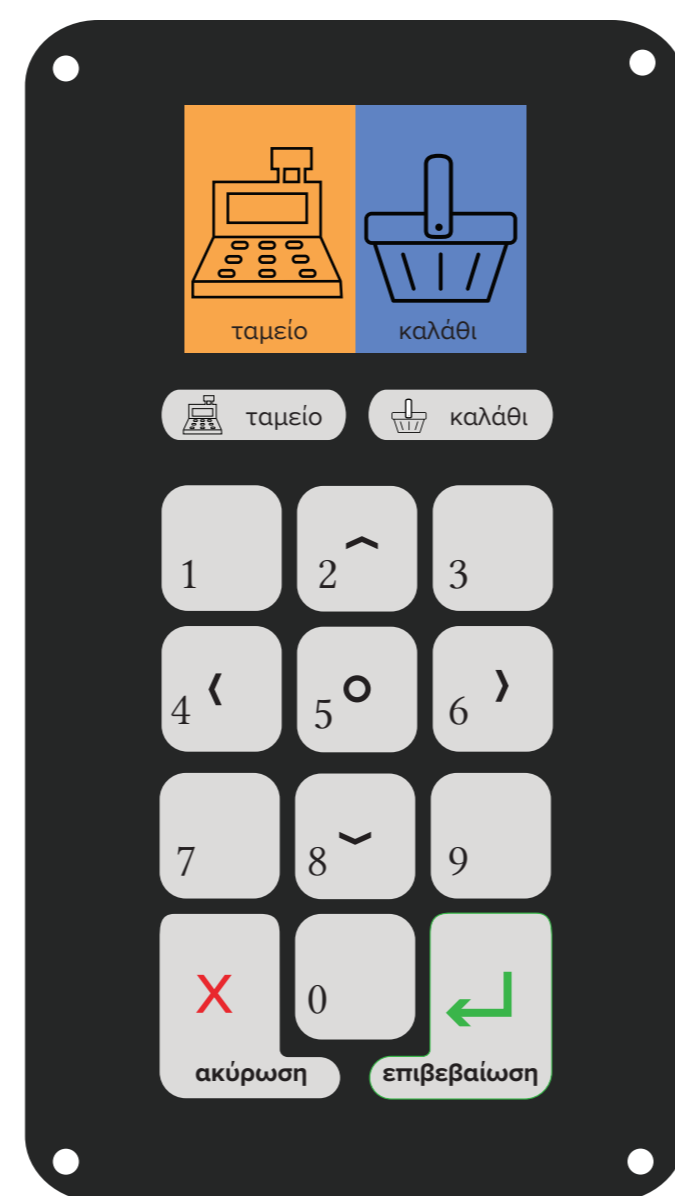 ταμείο καλάθι
ταμείο καλάθι
1 2 3
4 5 6
7 8 9
X 0
ακύρωση επιβεβαίωση